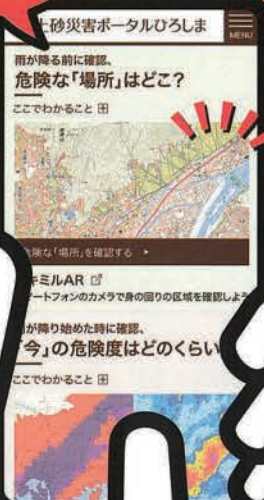 土砂災害ポータルひろしま
MENU
雨が降る前に確認、
危険な「場所」はどこ?
ここでわかること
険な「場所」を確認する
キミルAR
マートフォンのカメラで身の回りの区域を確認しよ
が降り始めた時に確認、
「今」の危険度はどのくらい
ここでわかること